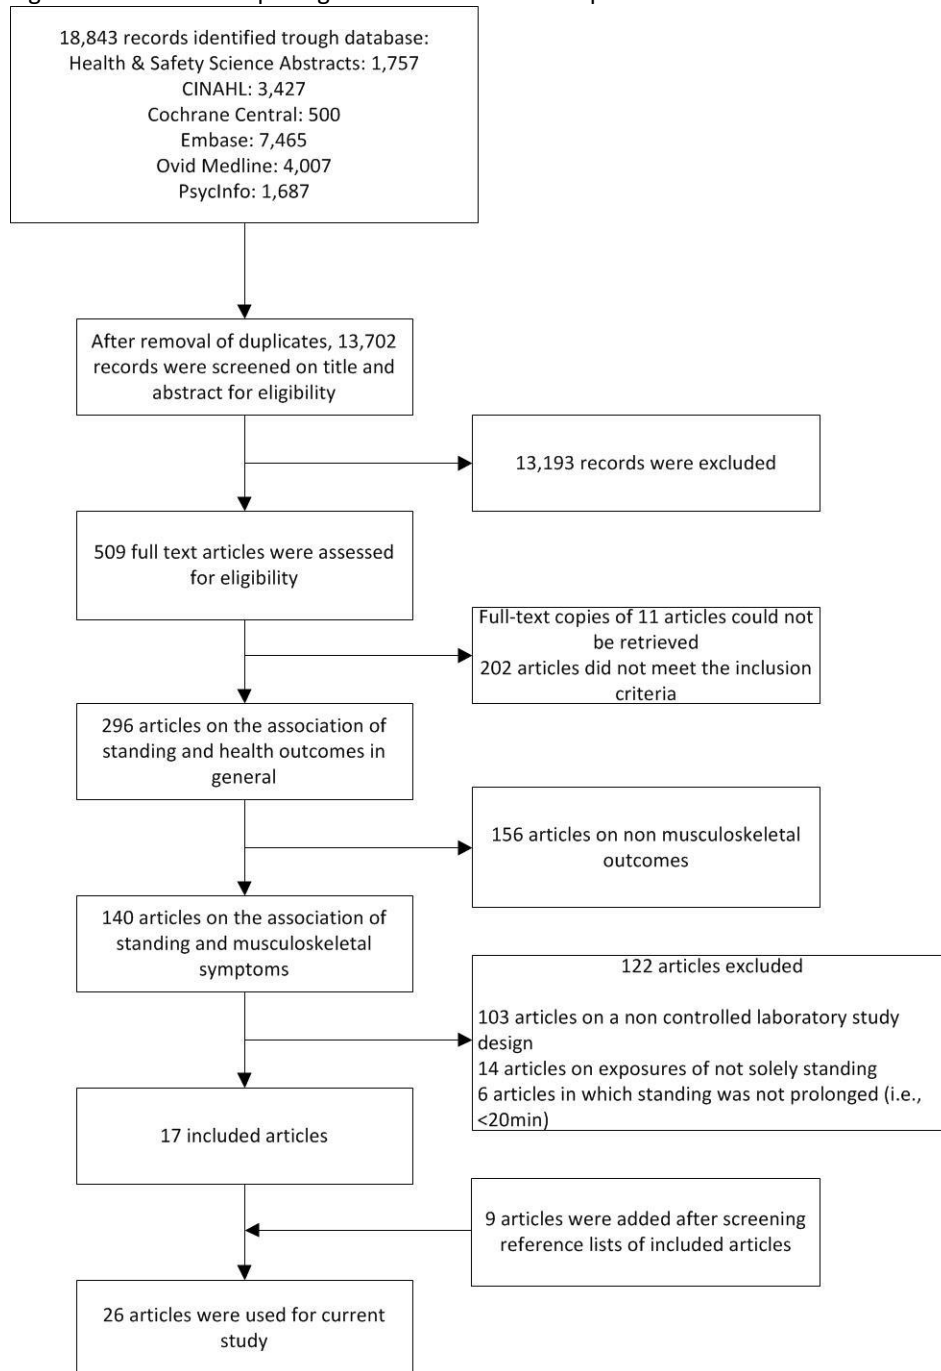 18,843 records identified trough database:
Health & Safety Science Abstracts: 1,757
CINAHL: 3,427
Cochrane Central: 500
Embase: 7,465
Ovid Medline: 4,007
PsycInfo: 1,687
After removal of duplicates, 13,702
records were screened on title and
abstract for eligibility
13,193 records were excluded
509 full text articles were assessed
for eligibility
Full-text copies of 11 articles could not
be retrieved
202 articles did not meet the inclusion
criteria
296 articles on the association of
standing and health outcomes in
general
156 articles on non musculoskeletal
outcomes
140 articles on the association of
standing and musculoskeletal
symptoms
122 articles excluded
103 articles on a non controlled laboratory study
design
14 articles on exposures of not solely standing
6 articles in which standing was not prolonged (i.e.,
<20min)
17 included articles
9 articles were added after screening
reference lists of included articles
26 articles were used for current
study